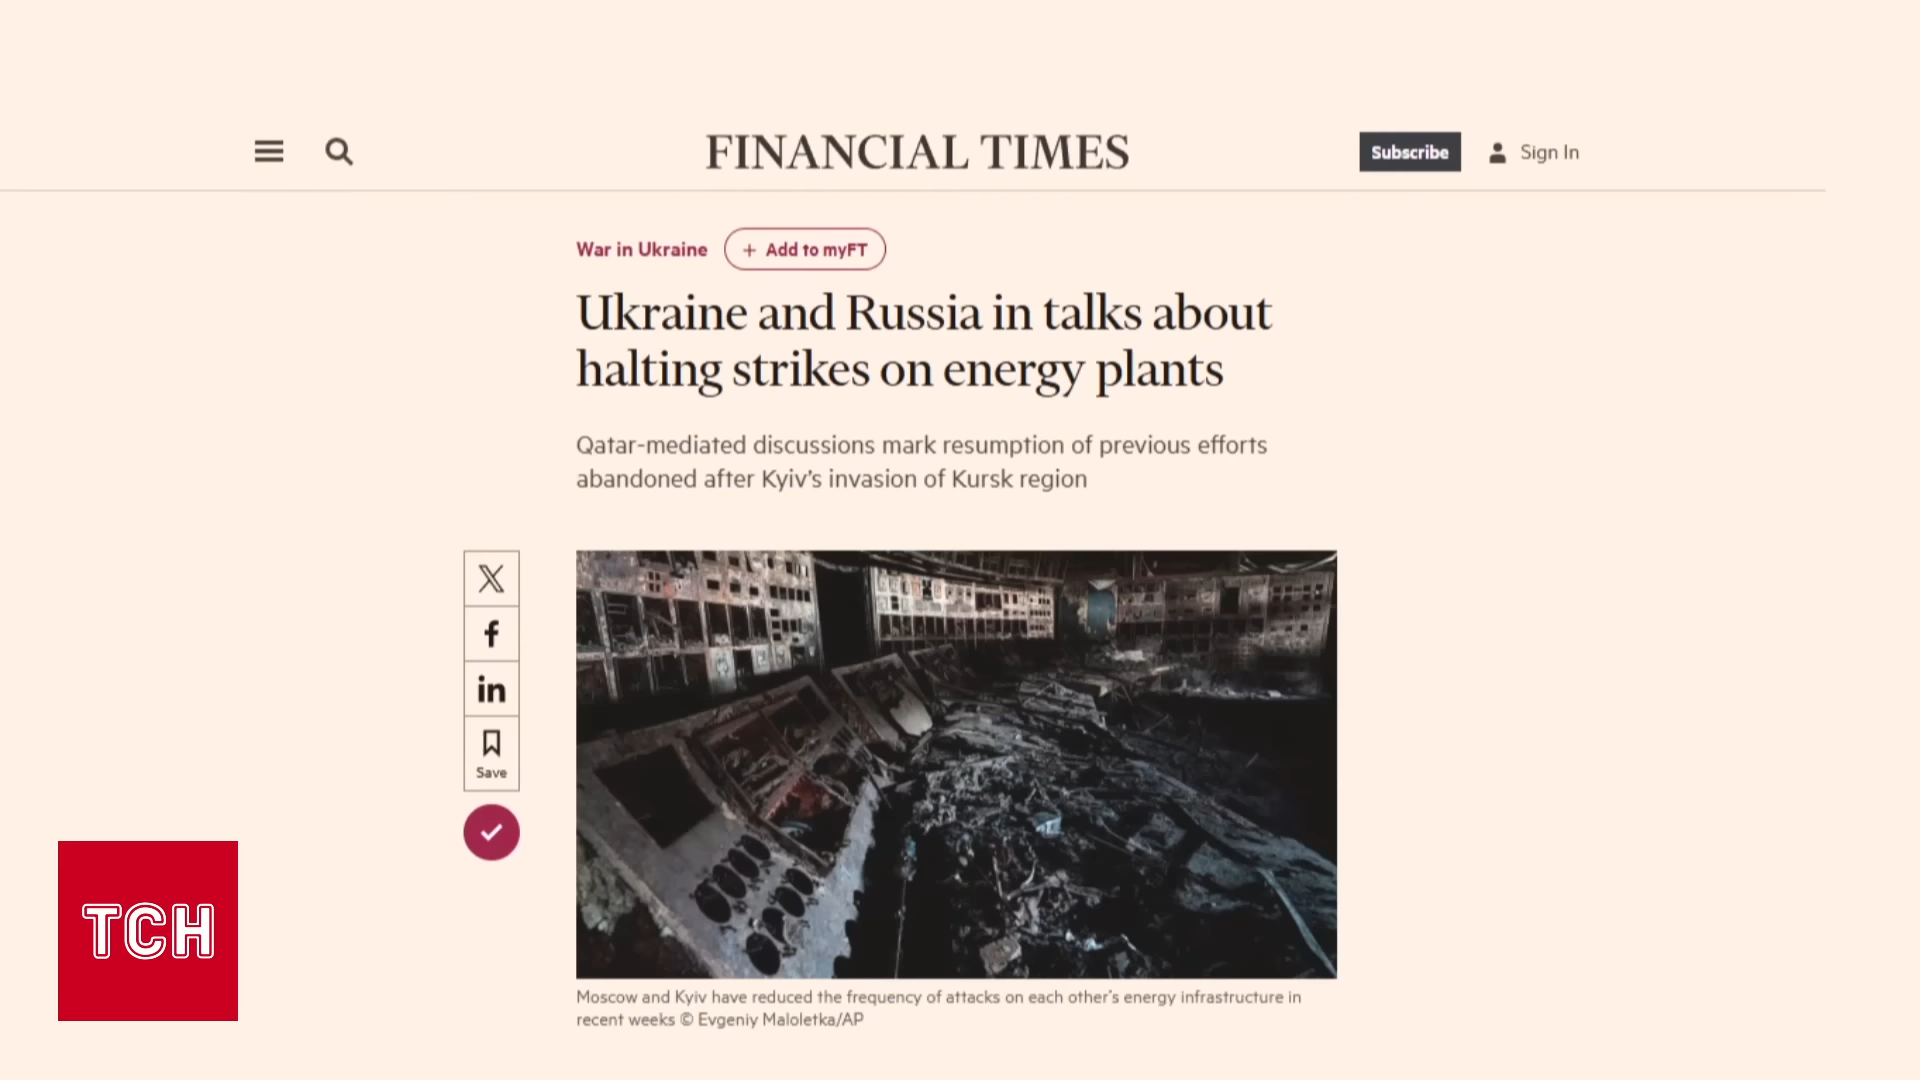 FINANCIAL TIMES
Subscribe
Sign In
War in Ukraine
+ Add to myFT
Ukraine and Russia in talks about
halting strikes on energy plants
Qatar-mediated discussions mark resumption of previous efforts
abandoned after Kyiv’s invasion of Kursk region
X
f
in
Save
ТСН
Moscow and Kyiv have reduced the frequency of attacks on each other’s energy infrastructure in
recent weeks © Evgeniy Maloletka/AP